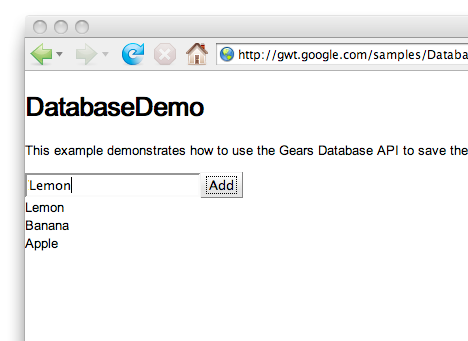 http://gwt.google.com/samples/Databa
DatabaseDemo
This example demonstrates how to use the Gears Database API to save the
Lemon Add
Lemon
Banana
Apple